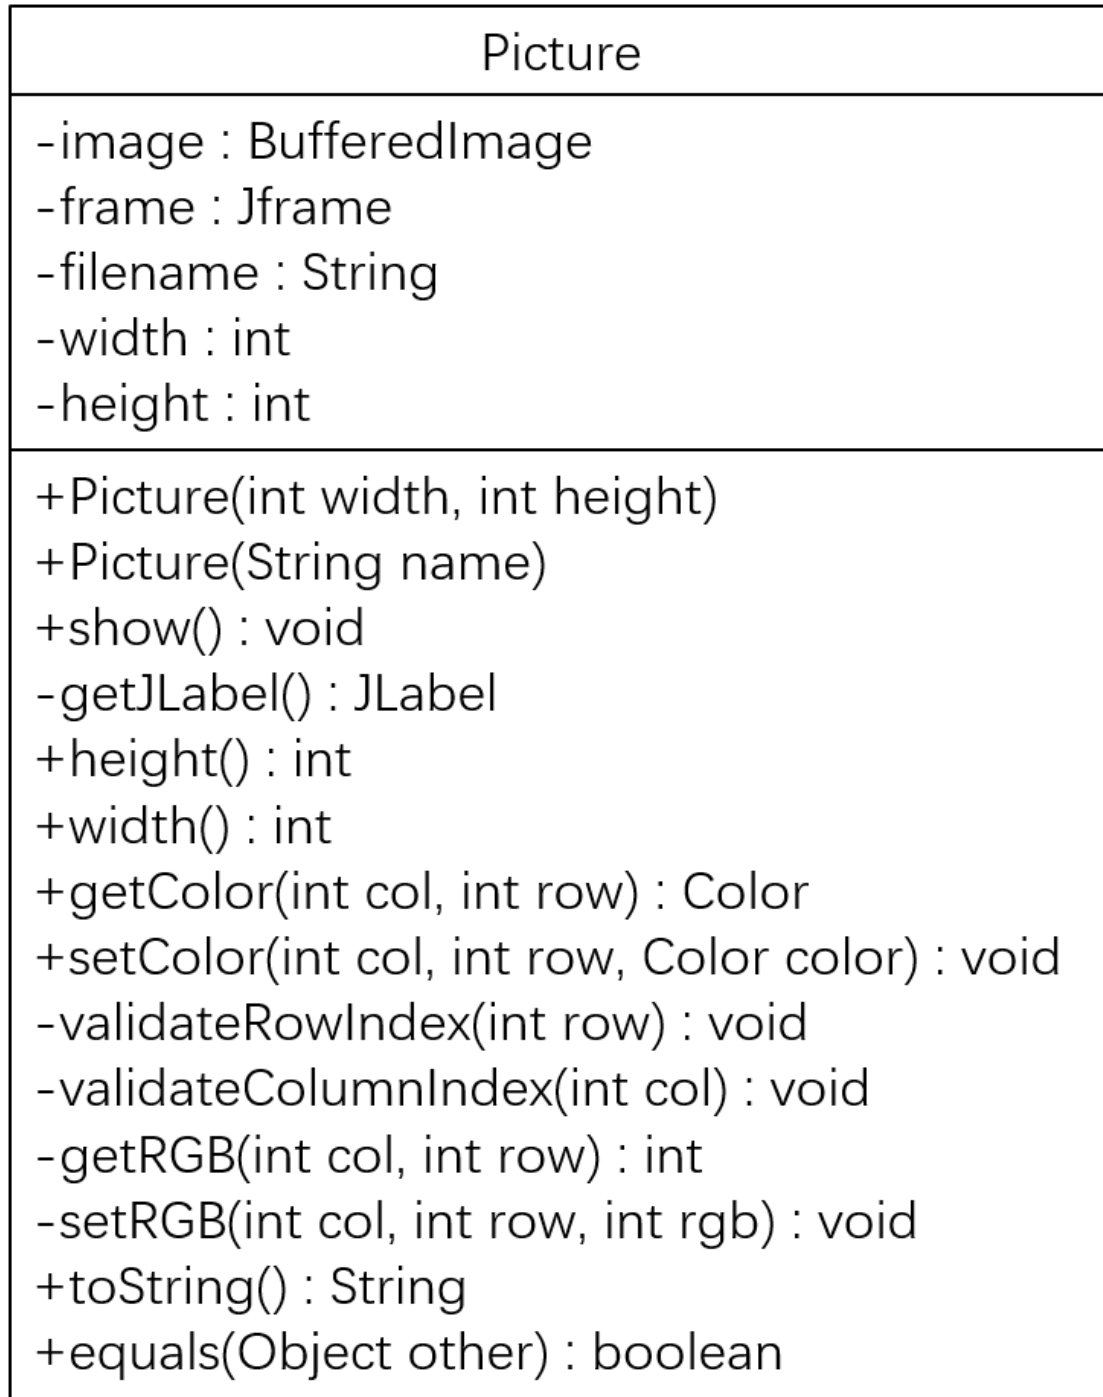 Picture
-image : BufferedImage
-frame : Jframe
-filename : String
-width : int
-height : int
+Picture(int width, int height)
+Picture(String name)
+show() : void
-getJLabel() : JLabel
+height() : int
+width() : int
+getColor(int col, int row) : Color
+setColor(int col, int row, Color color) : void
-validateRowIndex(int row) : void
-validateColumnIndex(int col) : void
-getRGB(int col, int row) : int
-setRGB(int col, int row, int rgb) : void
+toString() : String
+equals(Object other) : boolean